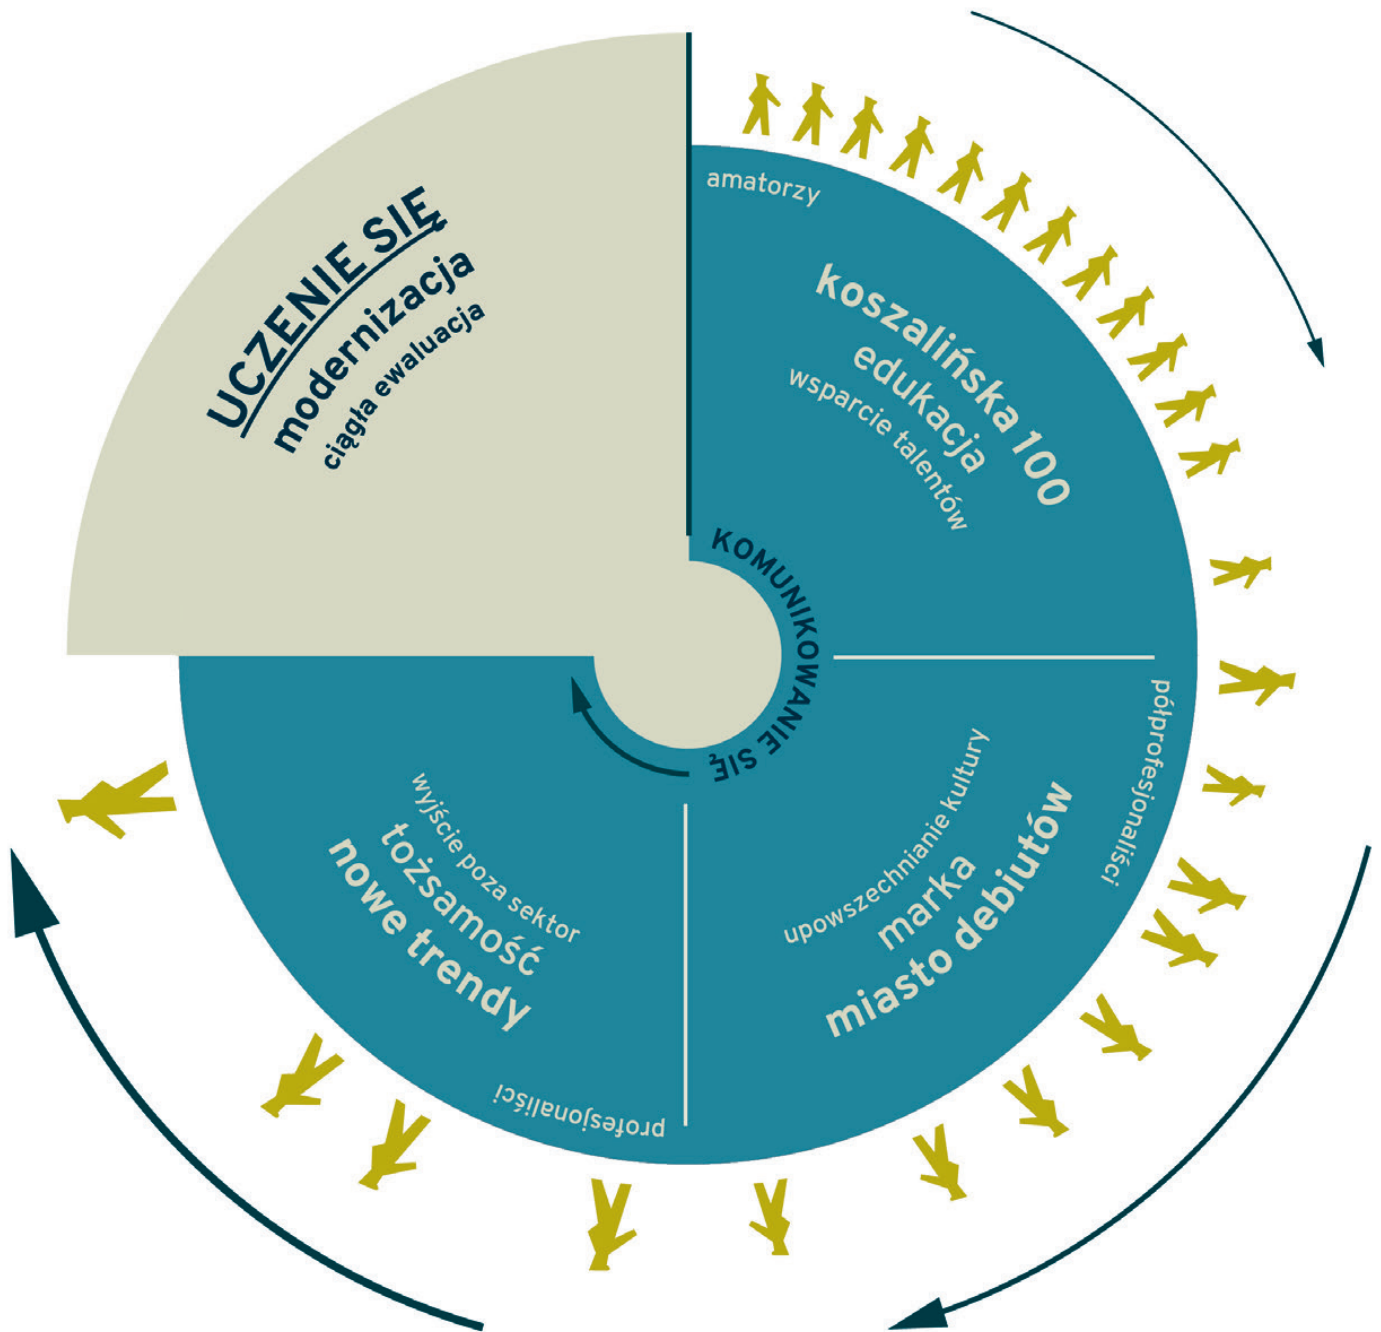 UCZENIE SIĘ
modernizacja
ciągła ewaluacja
amatorzy
koszalińska 100
edukacja
wsparcie talentów
KOMUNIKOWANIE SIĘ
półprofesjonaliści
upowszechnianie kultury
marka
miasto debiutów
wyjście poza sektor
tożsamość
nowe trendy
profesjonaliści